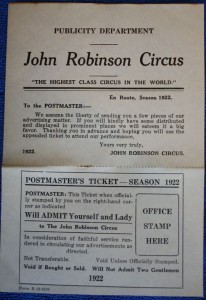 PUBLICITY DEPARTMENT
John Robinson Circus
"THE HIGHEST CLASS CIRCUS IN THE WORLD."
En Route, Season 1922.
To the POSTMASTER:—
We assume the liberty of sending you a few pieces of our
advertising matter. If you will kindly have some distributed
and displayed in prominent places we will esteem it a big
favor. Thanking you in advance and hoping you will use the
appended ticket to attend our performance.
Yours very truly,
JOHN ROBINSON CIRCUS.
POSTMASTER'S TICKET—SEASON 1922
POSTMASTER: This Ticket when officially
stamped by you on the right hand cor-
ner as indicated
Will ADMIT Yourself and Lady
to The John Robinson Circus
In consideration of faithful service ren-
dered in circulating our advertisements as
directed.
Not Transferable. Void Unless Officially Stamped.
Void if Bought or Sold. Will Not Admit Two Gentlemen
1922
OFFICE
STAMP
HERE